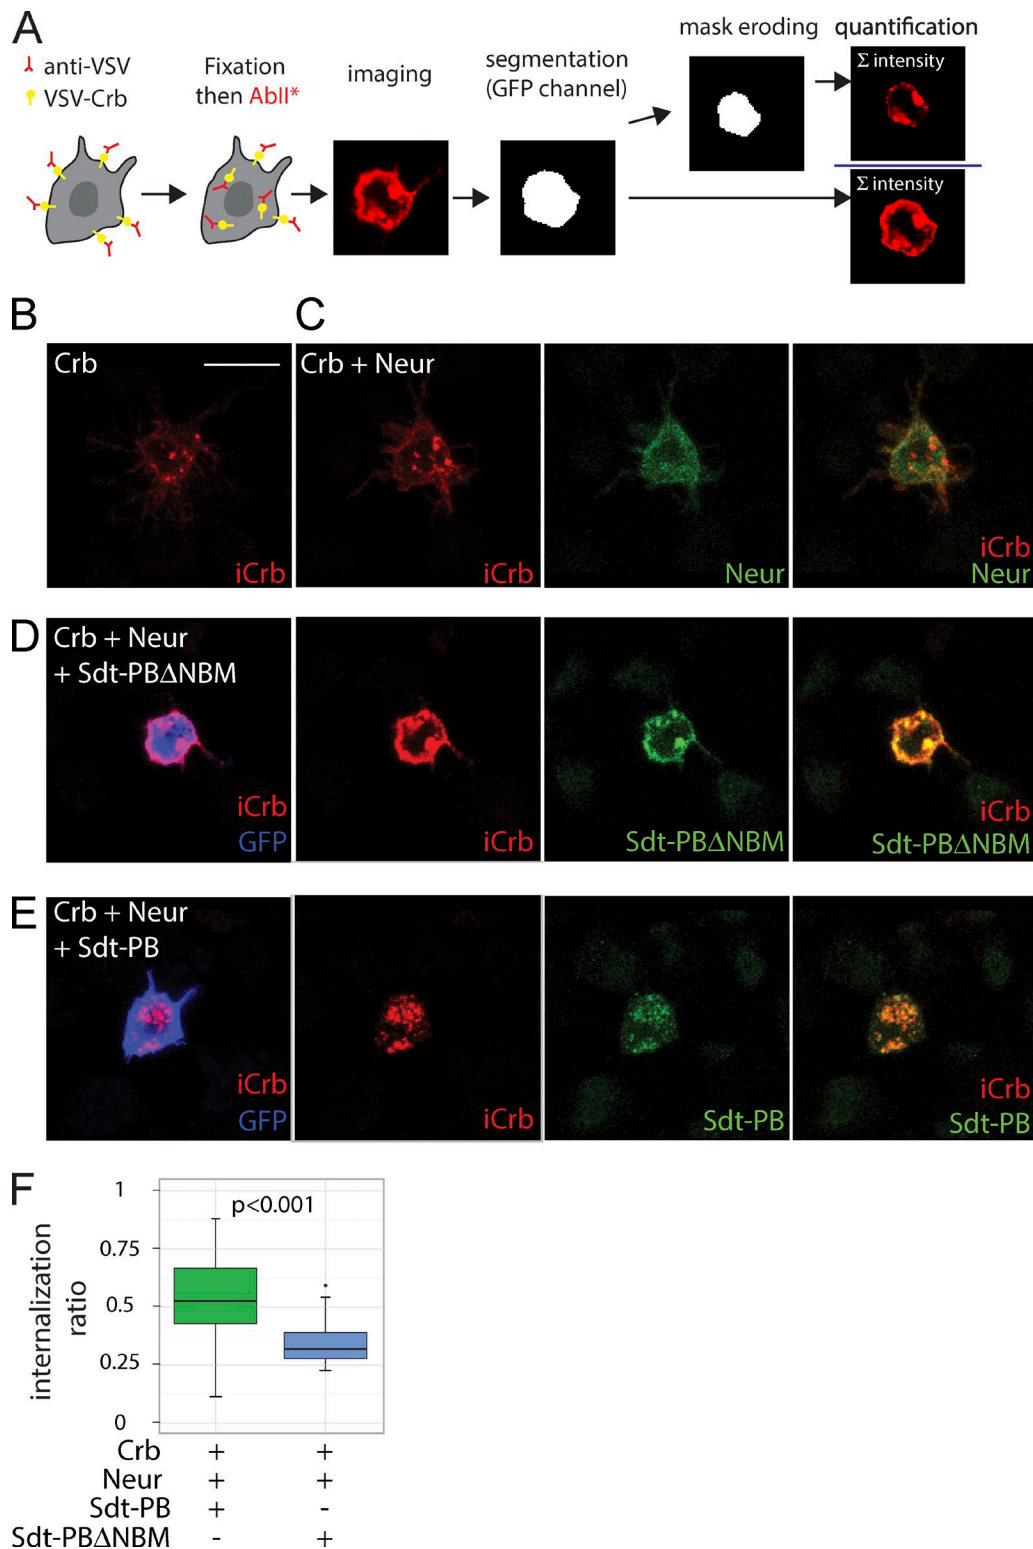 A
anti-VSV
VSV-Crb
Fixation
then AbII*
imaging
segmentation
(GFP channel)
mask eroding
quantification
Σ intensity
Σ intensity
B
C
Crb
iCrb
Crb + Neur
iCrb
Neur
iCrb
Neur
D
Crb + Neur
+ Sdt-PBΔNBM
iCrb
GFP
iCrb
Sdt-PBΔNBM
iCrb
Sdt-PBΔNBM
E
Crb + Neur
+ Sdt-PB
iCrb
GFP
iCrb
Sdt-PB
iCrb
Sdt-PB
F
internalization
ratio
1
0.75
0.5
0.25
0
p<0.001
Crb + +
Neur + +
Sdt-PB + -
Sdt-PBΔNBM - +